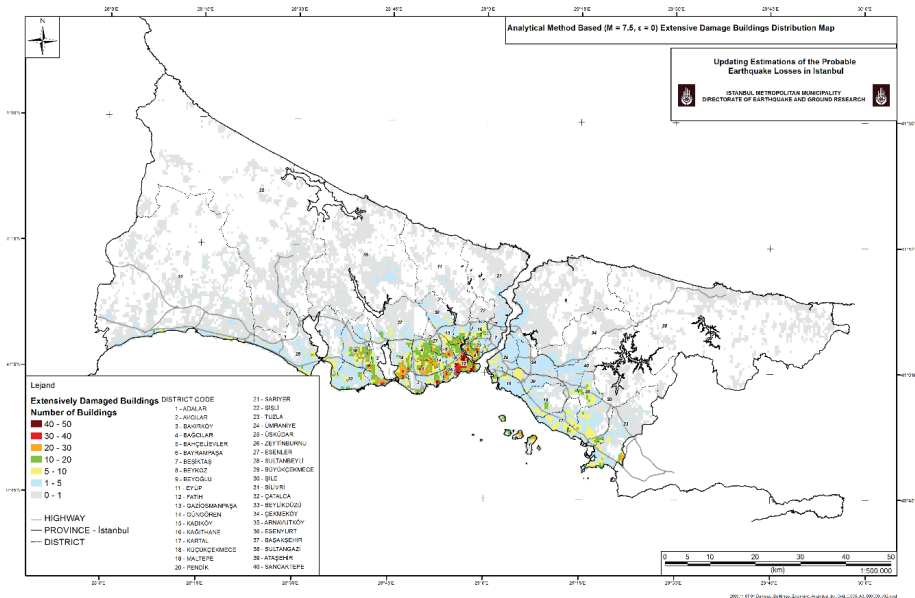 Analytical Method Based (M = 7.5, ε = 0) Extensive Damage Buildings Distribution Map
Updating Estimations of the Probable
Earthquake Losses in Istanbul
ISTANBUL METROPOLITAN MUNICIPALITY
DIRECTORATE OF EARTHQUAKE AND GROUND RESEARCH
N
Lejand
Extensively Damaged Buildings
Number of Buildings
40 - 50
30 - 40
20 - 30
10 - 20
5 - 10
1 - 5
0 - 1
HIGHWAY
PROVINCE - İstanbul
DISTRICT
DISTRICT CODE
1 - ADALAR
2 - AVCILAR
3 - BAKIRKÖY
4 - BAĞCILAR
5 - BAHÇELİEVLER
6 - BAYRAMPAŞA
7 - BEŞİKTAŞ
8 - BEYKOZ
9 - BEYOĞLU
11 - EYÜP
12 - FATİH
13 - GAZİOSMANPAŞA
14 - GÜNGÖREN
15 - KADIKÖY
16 - KAĞITHANE
17 - KARTAL
18 - KÜÇÜKÇEKMECE
19 - MALTEPE
20 - PENDİK
21 - SARIYER
22 - ŞİŞLİ
23 - TUZLA
24 - ÜMRANİYE
25 - ÜSKÜDAR
26 - ZEYTİNBURNU
27 - ESENLER
28 - SULTANBEYLİ
29 - BÜYÜKÇEKMECE
30 - ŞİLE
31 - SİLİVRİ
32 - ÇATALCA
33 - BEYLİKDÜZÜ
34 - ÇEKMEKÖY
35 - ARNAVUTKÖY
36 - ESENYURT
37 - BAŞAKŞEHİR
38 - SULTANGAZİ
39 - ATAŞEHİR
40 - SANCAKTEPE
0 5 10 20 30 40 50
(km)
1:500,000